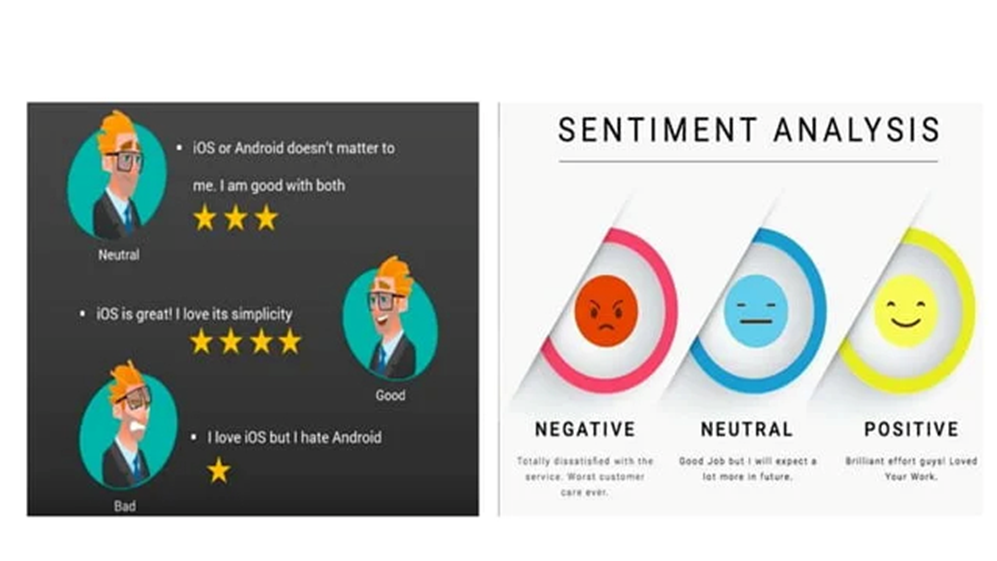 iOS or Android doesn't matter to
me. I am good with both
Neutral
iOS is great! I love its simplicity
Good
I love iOS but I hate Android
Bad
SENTIMENT ANALYSIS
NEGATIVE
Totally dissatisfied with the
service. Worst customer
care ever.
NEUTRAL
Good Job but I will expect a
lot more in future.
POSITIVE
Brilliant effort guys! Loved
Your Work.